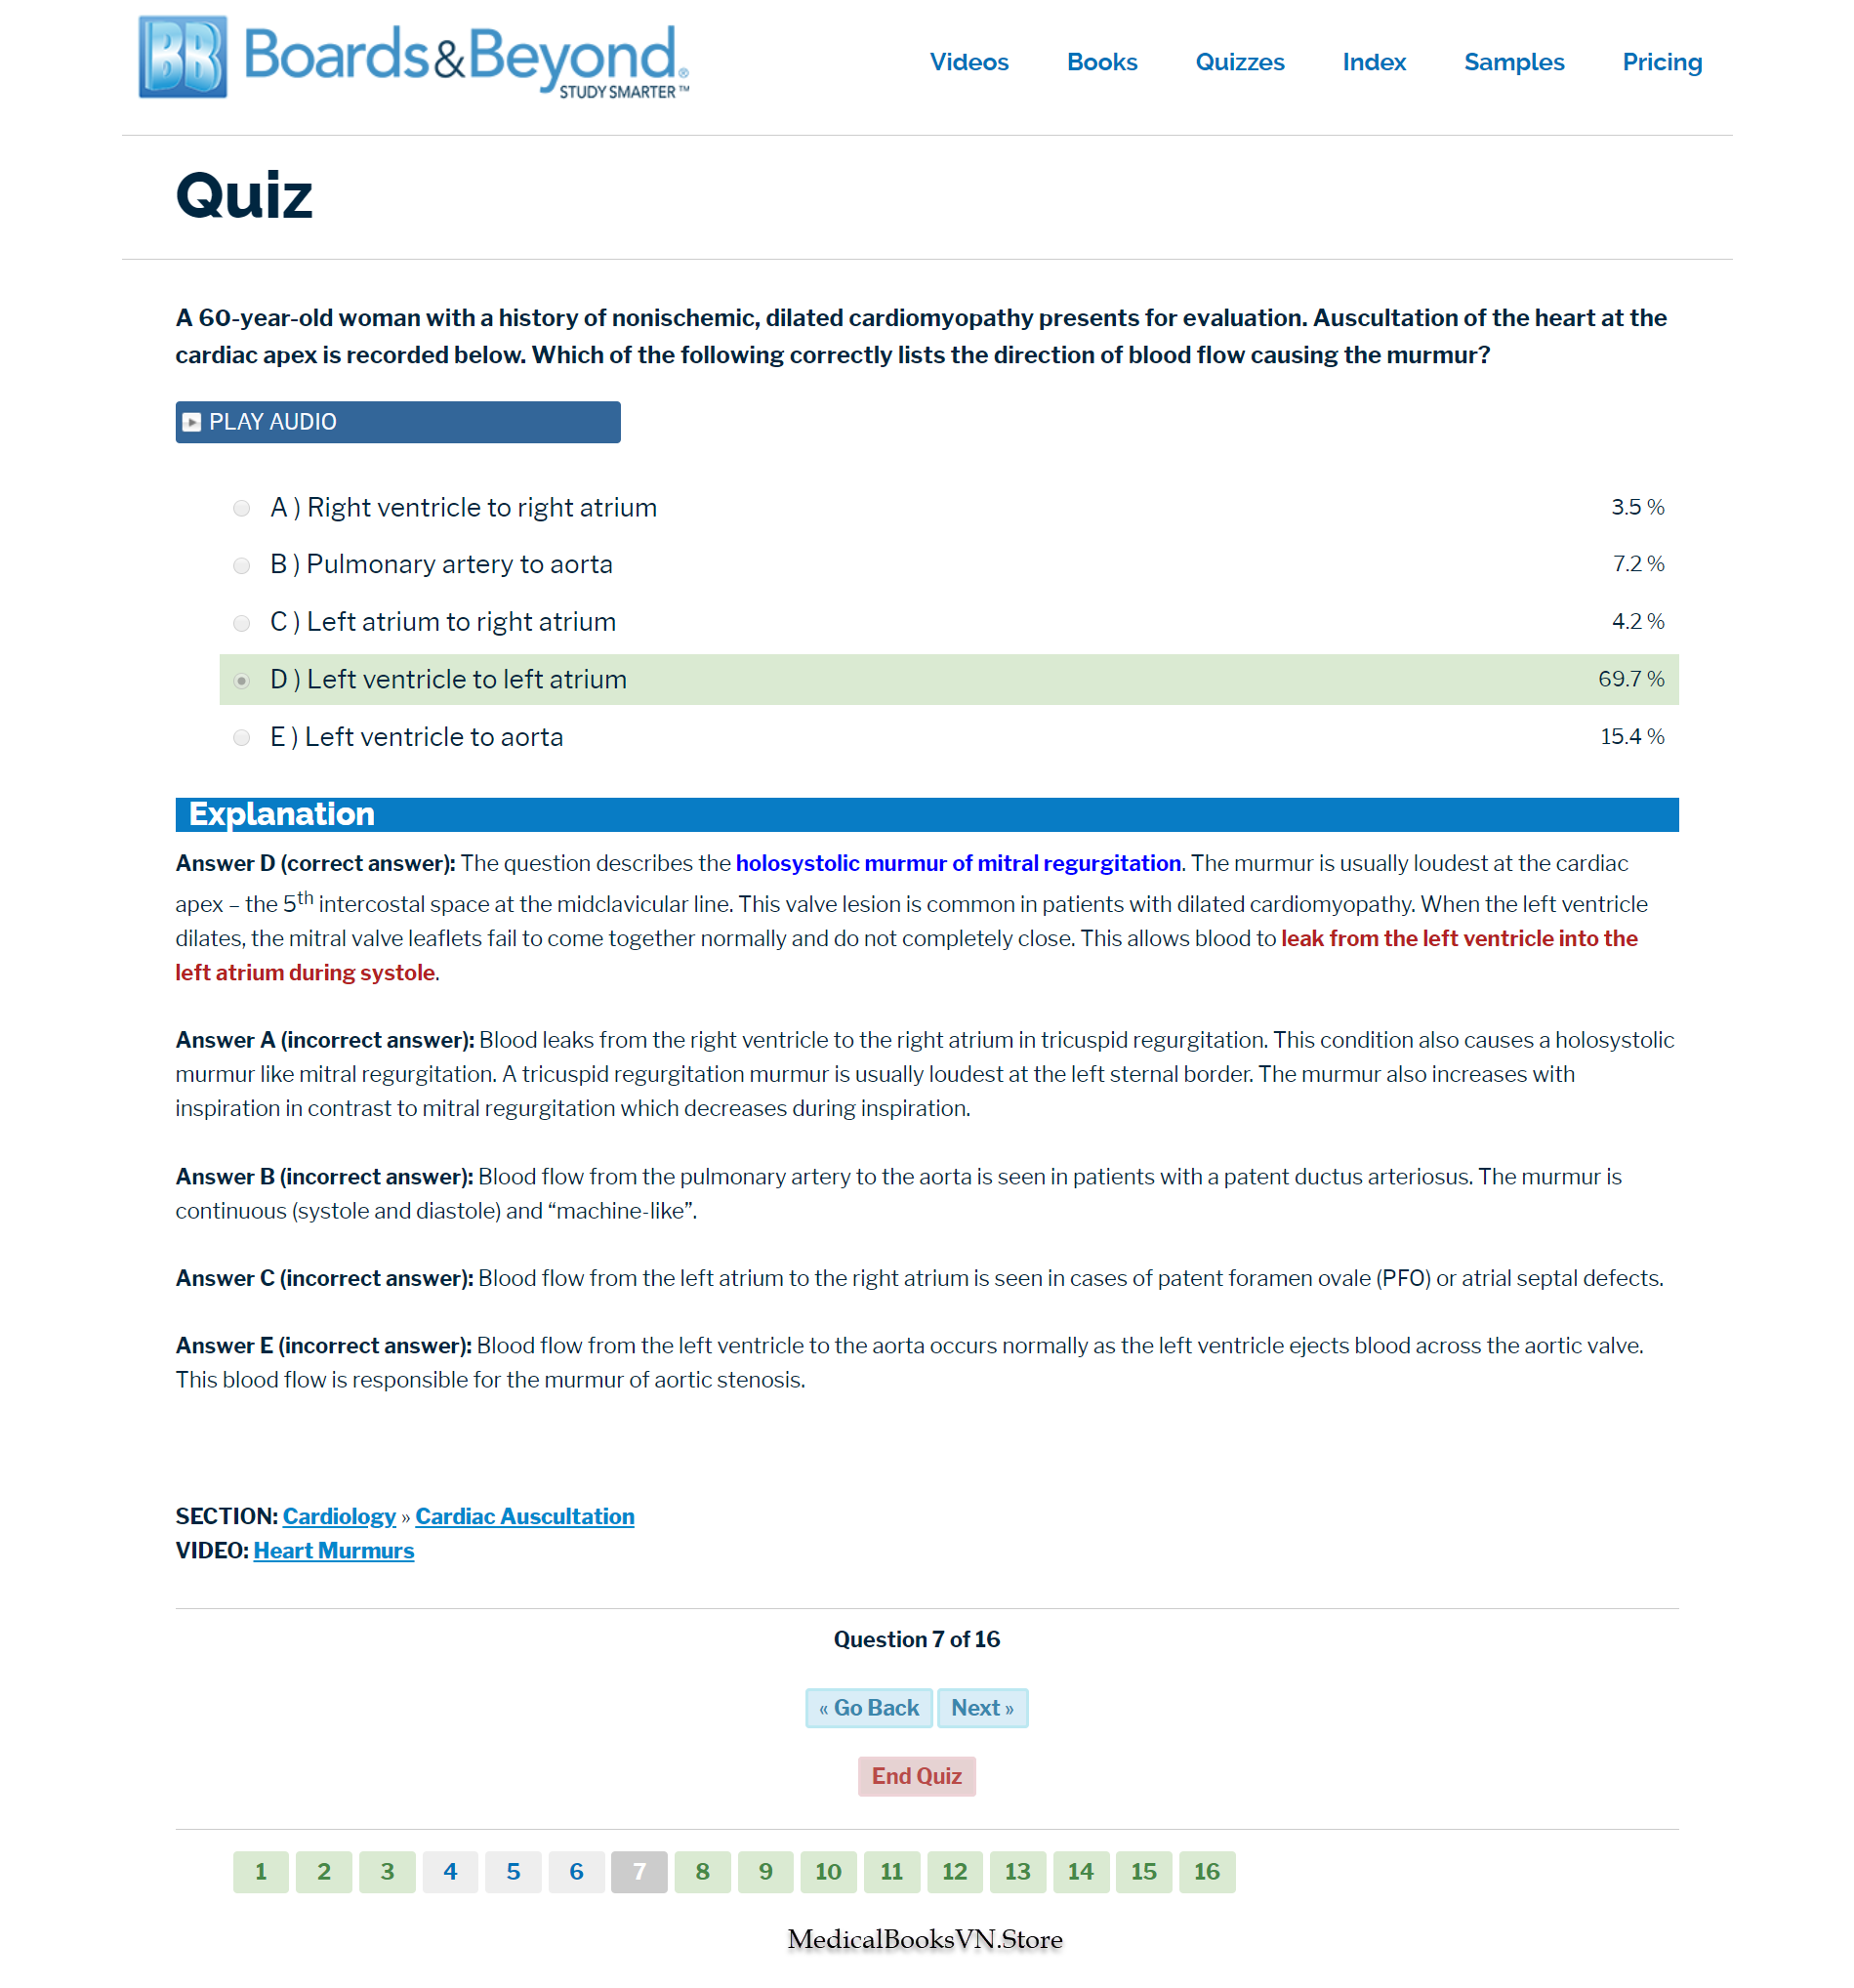 BB Boards&Beyond®
STUDY SMARTER™
Videos Books Quizzes Index Samples Pricing
Quiz
A 60-year-old woman with a history of nonischemic, dilated cardiomyopathy presents for evaluation. Auscultation of the heart at the
cardiac apex is recorded below. Which of the following correctly lists the direction of blood flow causing the murmur?
PLAY AUDIO
A ) Right ventricle to right atrium 3.5 %
B ) Pulmonary artery to aorta 7.2 %
C ) Left atrium to right atrium 4.2 %
D ) Left ventricle to left atrium 69.7 %
E ) Left ventricle to aorta 15.4 %
Explanation
Answer D (correct answer): The question describes the holosystolic murmur of mitral regurgitation. The murmur is usually loudest at the cardiac
apex – the 5th intercostal space at the midclavicular line. This valve lesion is common in patients with dilated cardiomyopathy. When the left ventricle
dilates, the mitral valve leaflets fail to come together normally and do not completely close. This allows blood to leak from the left ventricle into the
left atrium during systole.
Answer A (incorrect answer): Blood leaks from the right ventricle to the right atrium in tricuspid regurgitation. This condition also causes a holosystolic
murmur like mitral regurgitation. A tricuspid regurgitation murmur is usually loudest at the left sternal border. The murmur also increases with
inspiration in contrast to mitral regurgitation which decreases during inspiration.
Answer B (incorrect answer): Blood flow from the pulmonary artery to the aorta is seen in patients with a patent ductus arteriosus. The murmur is
continuous (systole and diastole) and “machine-like”.
Answer C (incorrect answer): Blood flow from the left atrium to the right atrium is seen in cases of patent foramen ovale (PFO) or atrial septal defects.
Answer E (incorrect answer): Blood flow from the left ventricle to the aorta occurs normally as the left ventricle ejects blood across the aortic valve.
This blood flow is responsible for the murmur of aortic stenosis.
SECTION: Cardiology » Cardiac Auscultation
VIDEO: Heart Murmurs
Question 7 of 16
« Go Back Next »
End Quiz
1 2 3 4 5 6 7 8 9 10 11 12 13 14 15 16
MedicalBooksVN.Store